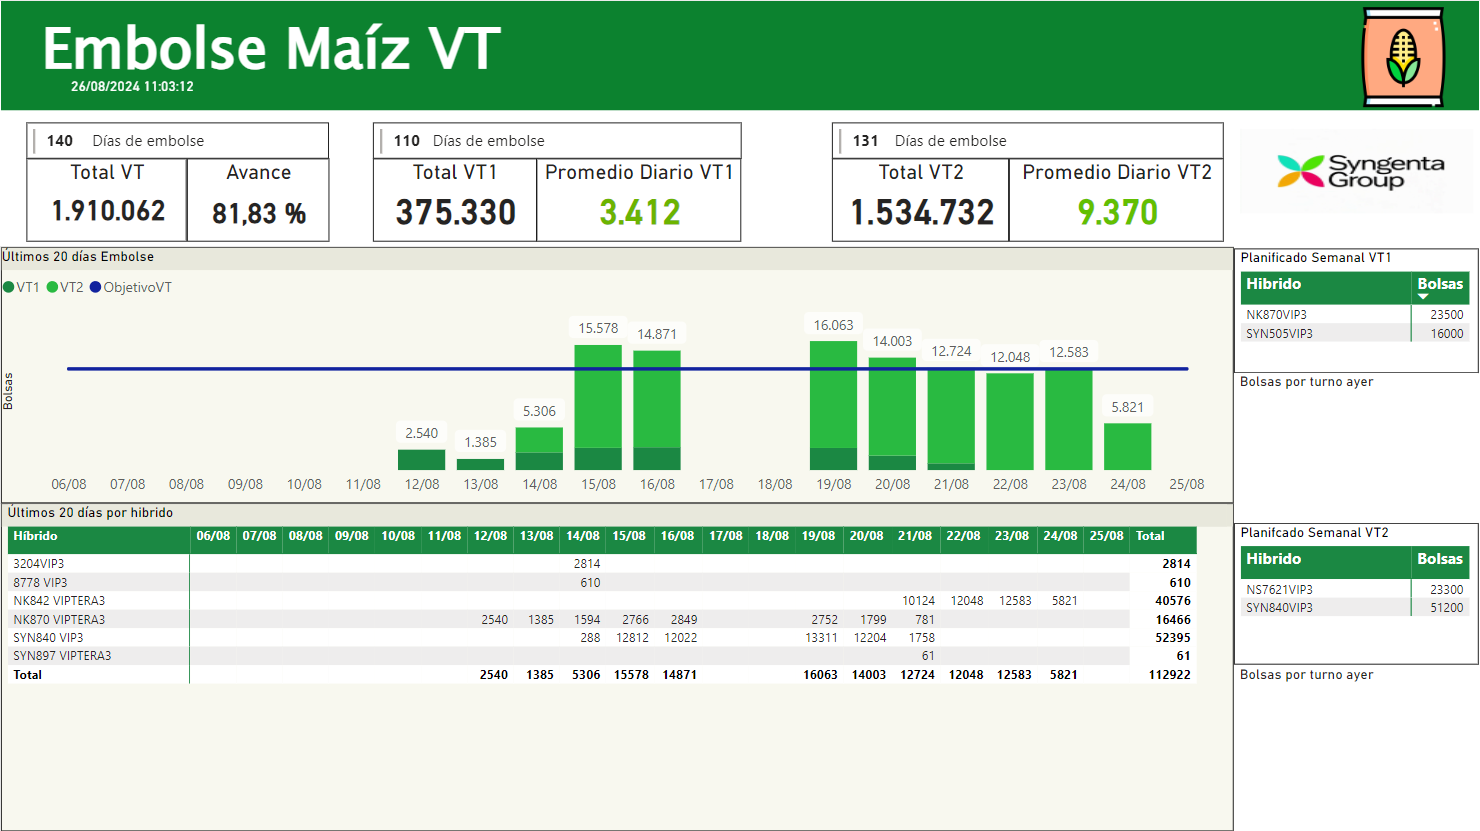 Embolse Maíz VT
26/08/2024 11:03:12
140 Días de embolse
Total VT Avance
1.910.062 81,83 %
110 Días de embolse
Total VT1 Promedio Diario VT1
375.330 3.412
131 Días de embolse
Total VT2 Promedio Diario VT2
1.534.732 9.370
Syngenta
Group
Últimos 20 días Embolse
VT1 VT2 ObjetivoVT
Bolsas
2.540 1.385 5.306 15.578 14.871 16.063 14.003 12.724 12.048 12.583 5.821
06/08 07/08 08/08 09/08 10/08 11/08 12/08 13/08 14/08 15/08 16/08 17/08 18/08 19/08 20/08 21/08 22/08 23/08 24/08 25/08
Últimos 20 días por hibrido
Híbrido 06/08 07/08 08/08 09/08 10/08 11/08 12/08 13/08 14/08 15/08 16/08 17/08 18/08 19/08 20/08 21/08 22/08 23/08 24/08 25/08 Total
3204VIP3 2814 2814
8778 VIP3 610 610
NK842 VIPTERA3 10124 12048 12583 5821 40576
NK870 VIPTERA3 2540 1385 1594 2766 2849 2752 1799 781 16466
SYN840 VIP3 288 12812 12022 13311 12204 1758 52395
SYN897 VIPTERA3 61 61
Total 2540 1385 5306 15578 14871 16063 14003 12724 12048 12583 5821 112922
Planificado Semanal VT1
Hibrido Bolsas
NK870VIP3 23500
SYN505VIP3 16000
Bolsas por turno ayer
Planifcado Semanal VT2
Hibrido Bolsas
NS7621VIP3 23300
SYN840VIP3 51200
Bolsas por turno ayer